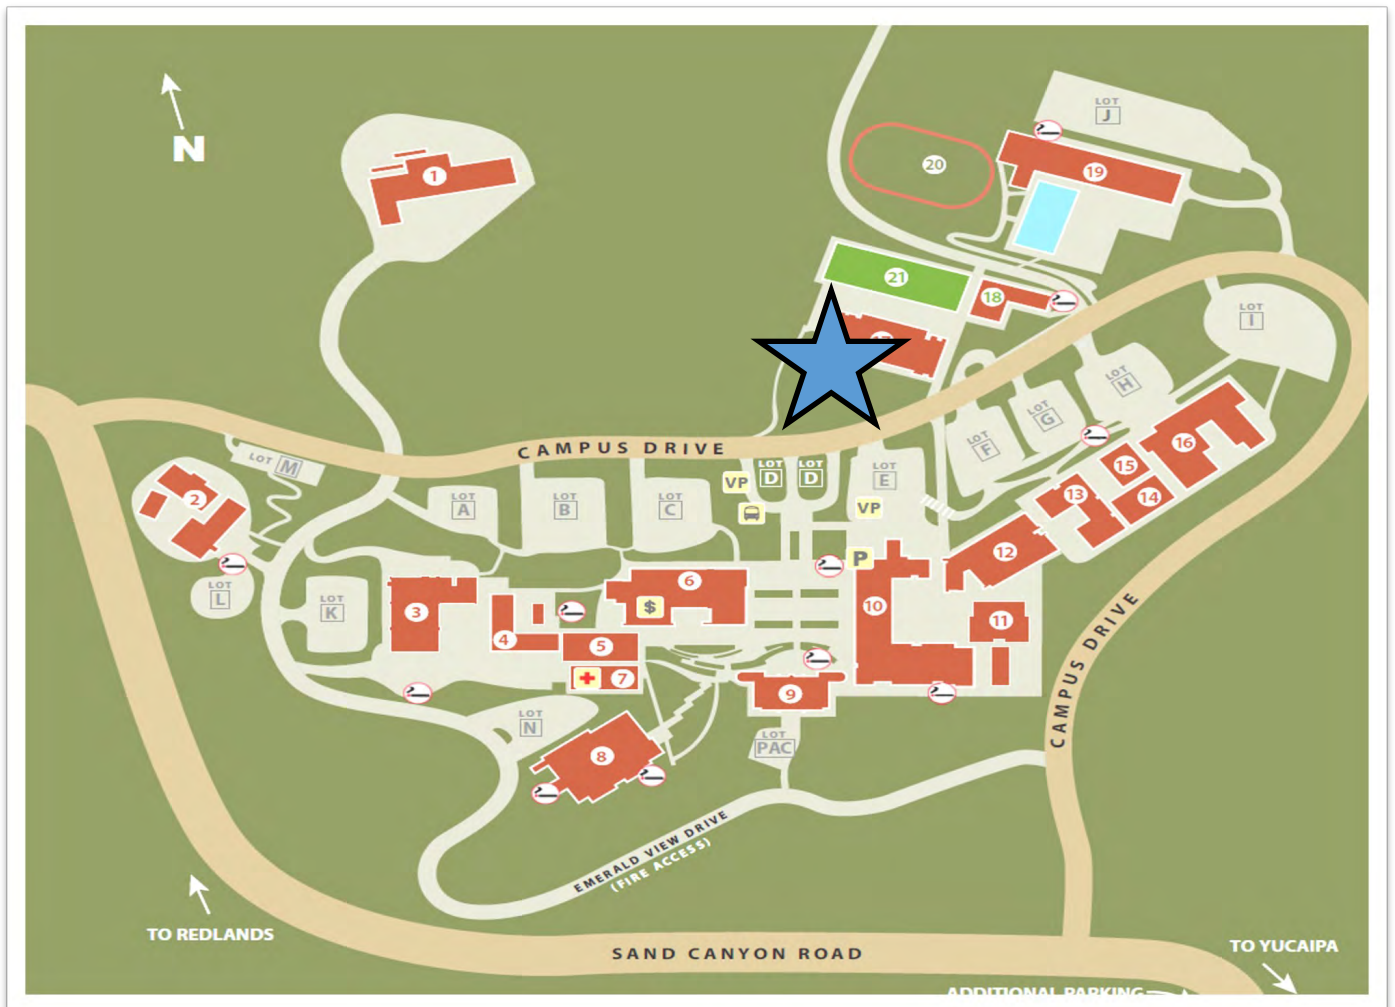 N
1
LOT
J
19
20
21
18
LOT
I
LOT
H
LOT
G
LOT
F
CAMPUS DRIVE
LOT M
2
LOT
L
LOT
A
LOT
B
LOT
C
VP
LOT
D
LOT
D
LOT
E
VP
P
16
15
14
13
12
11
10
LOT
K
3
4
5
6
$
7
8
9
LOT
N
LOT
PAC
CAMPUS DRIVE
EMERALD VIEW DRIVE
(FIRE ACCESS)
TO REDLANDS
SAND CANYON ROAD
TO YUCAIPA
ADDITIONAL PARKING